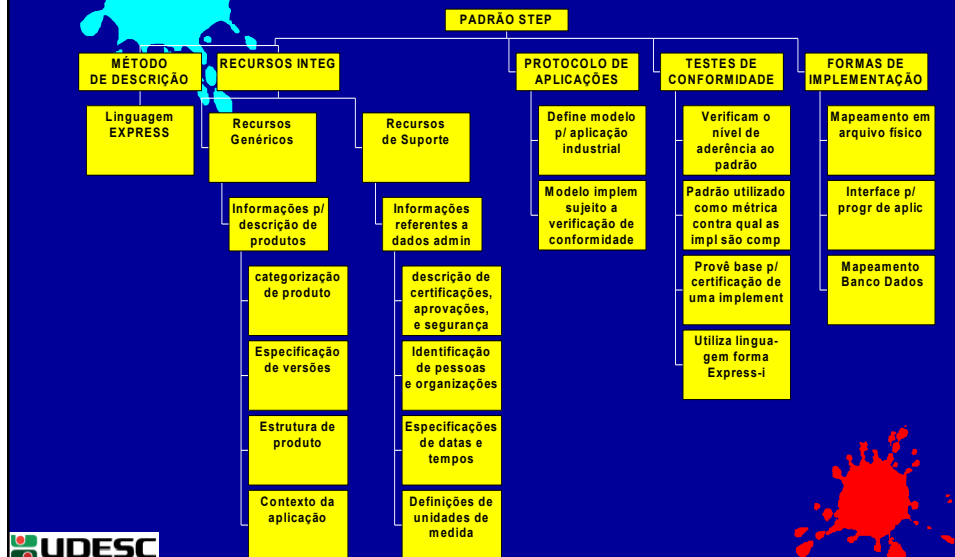 PADRÃO STEP
MÉTODO
DE DESCRIÇÃO
RECURSOS INTEG
PROTOCOLO DE
APLICAÇÕES
TESTES DE
CONFORMIDADE
FORMAS DE
IMPLEMENTAÇÃO
Linguagem
EXPRESS
Recursos
Genéricos
Informações p/
descrição de
produtos
categorização
de produto
Especificação
de versões
Estrutura de
produto
Contexto da
aplicação
Recursos
de Suporte
Informações
referentes a
dados admin
descrição de
certificações,
aprovações,
e segurança
Identificação
de pessoas
e organizações
Especificações
de datas e
tempos
Definições de
unidades de
medida
Define modelo
p/ aplicação
industrial
Modelo implem
sujeito a
verificação de
conformidade
Verificam o
nível de
aderência ao
padrão
Padrão utilizado
como métrica
contra qual as
impl são comp
Provê base p/
certificação de
uma implement
Utiliza lingua-
gem forma
Express-i
Mapeamento em
arquivo físico
Interface p/
progr de aplic
Mapeamento
Banco Dados
UDESC